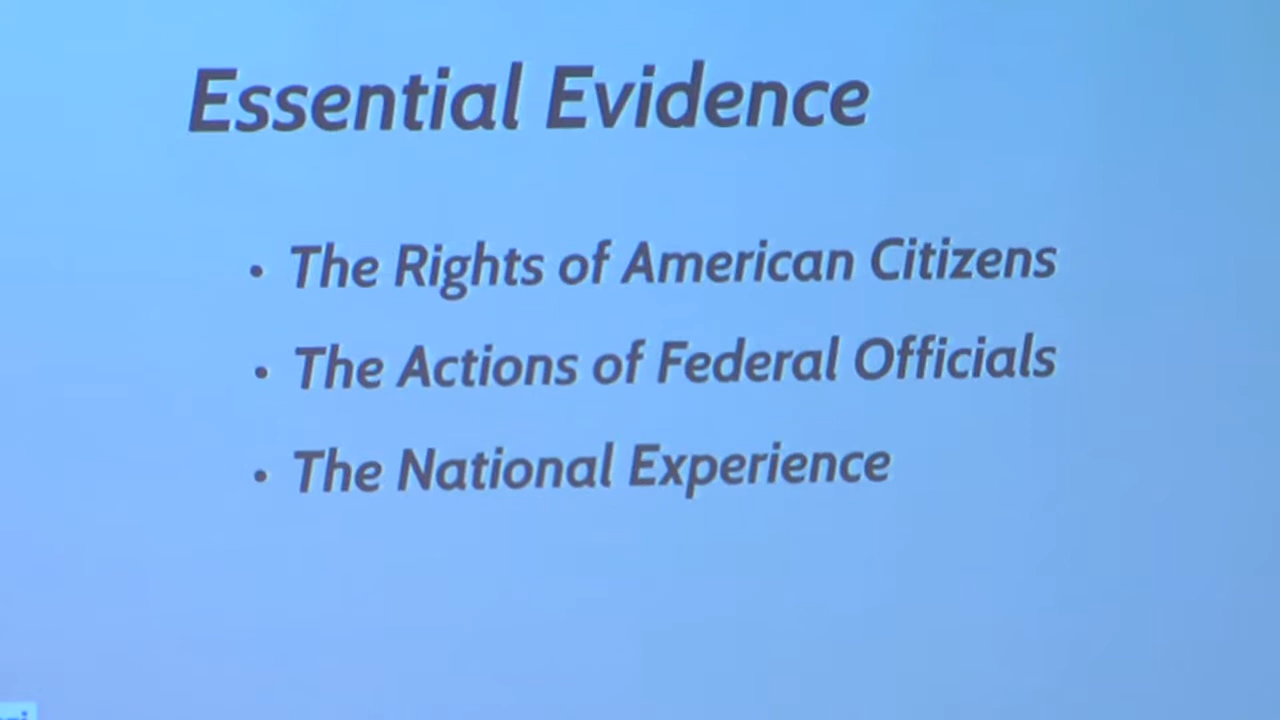 Essential Evidence
• The Rights of American Citizens
• The Actions of Federal Officials
• The National Experience